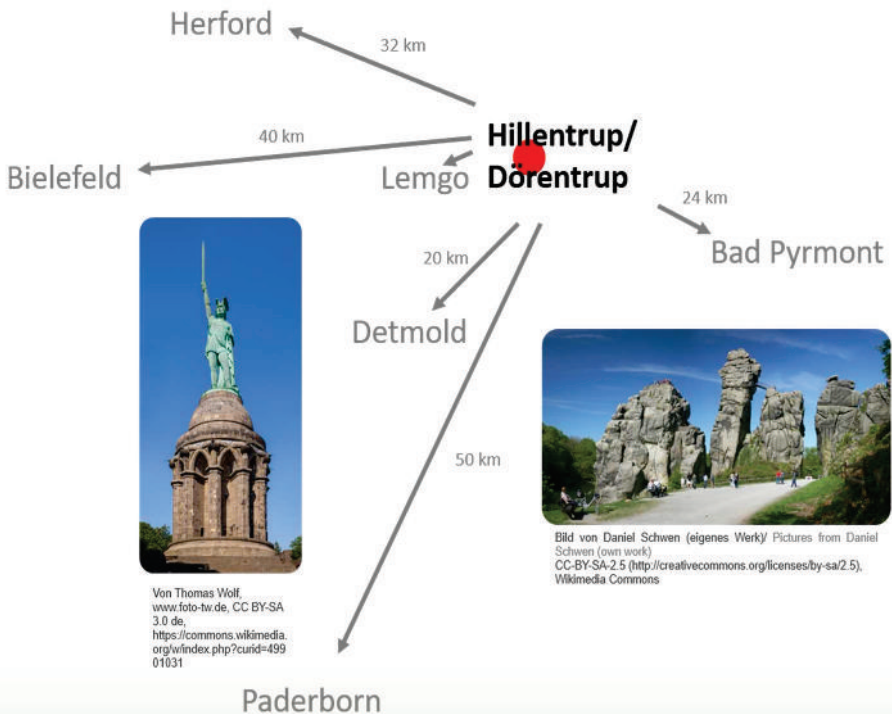 Herford
32 km
Hillentrup/
Dörentrup
40 km
Bielefeld
Lemgo
24 km
Bad Pyrmont
20 km
Detmold
50 km
Bild von Daniel Schwen (eigenes Werk)/ Pictures from Daniel
Schwen (own work)
CC-BY-SA-2.5 (http://creativecommons.org/licenses/by-sa/2.5),
Wikimedia Commons
Von Thomas Wolf,
www.foto-tw.de, CC BY-SA
3.0 de,
https://commons.wikimedia.
org/w/index.php?curid=499
01031
Paderborn